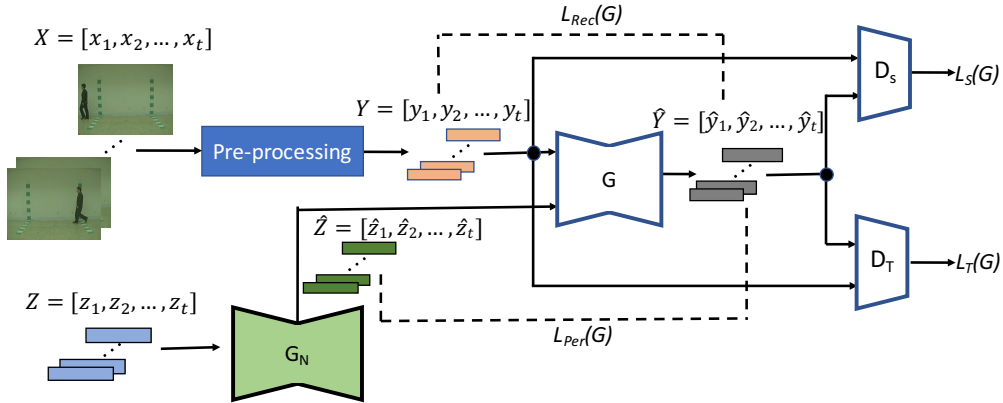 L_Rec(G)
X = [x_1, x_2, ... , x_t]
D_s
L_S(G)
Y = [y_1, y_2, ... , y_t]
Ŷ = [ŷ_1, ŷ_2, ... , ŷ_t]
Pre-processing
G
Ẑ = [ẑ_1, ẑ_2, ... , ẑ_t]
D_T
L_T(G)
Z = [z_1, z_2, ... , z_t]
G_N
L_Per(G)